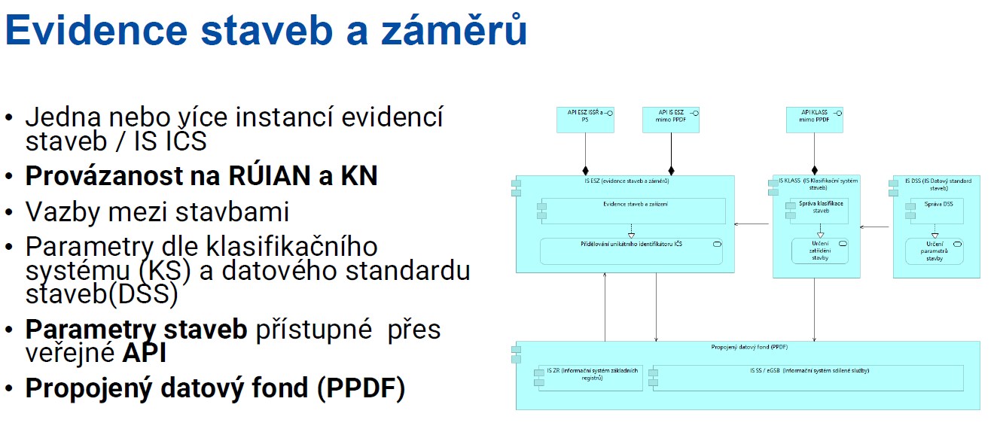 Evidence staveb a záměrů
• Jedna nebo více instancí evidencí
staveb / IS IČS
• Provázanost na RÚIAN a KN
• Vazby mezi stavbami
• Parametry dle klasifikačního
systému (KS) a datového standardu
staveb(DSS)
• Parametry staveb přístupné přes
veřejné API
• Propojený datový fond (PPDF)
API ESZ ISSŘ a
PS
API IS ESZ
mimo PPDF
API KLASS
mimo PPDF
IS ESZ (evidence staveb a záměrů)
Evidence staveb a zařízení
Přidělování unikátního identifikátoru IČS
IS KLASS (IS Klasifikační systém
staveb)
Správa klasifikace
staveb
Určení
zatřídění
stavby
IS DSS (IS Datový standard
staveb)
Správa DSS
Určení
parametrů
stavby
Propojený datový fond (PPDF)
IS ZR (Informační systém základních
registrů)
IS SS / eGSB (Informační systém sdílené služby)